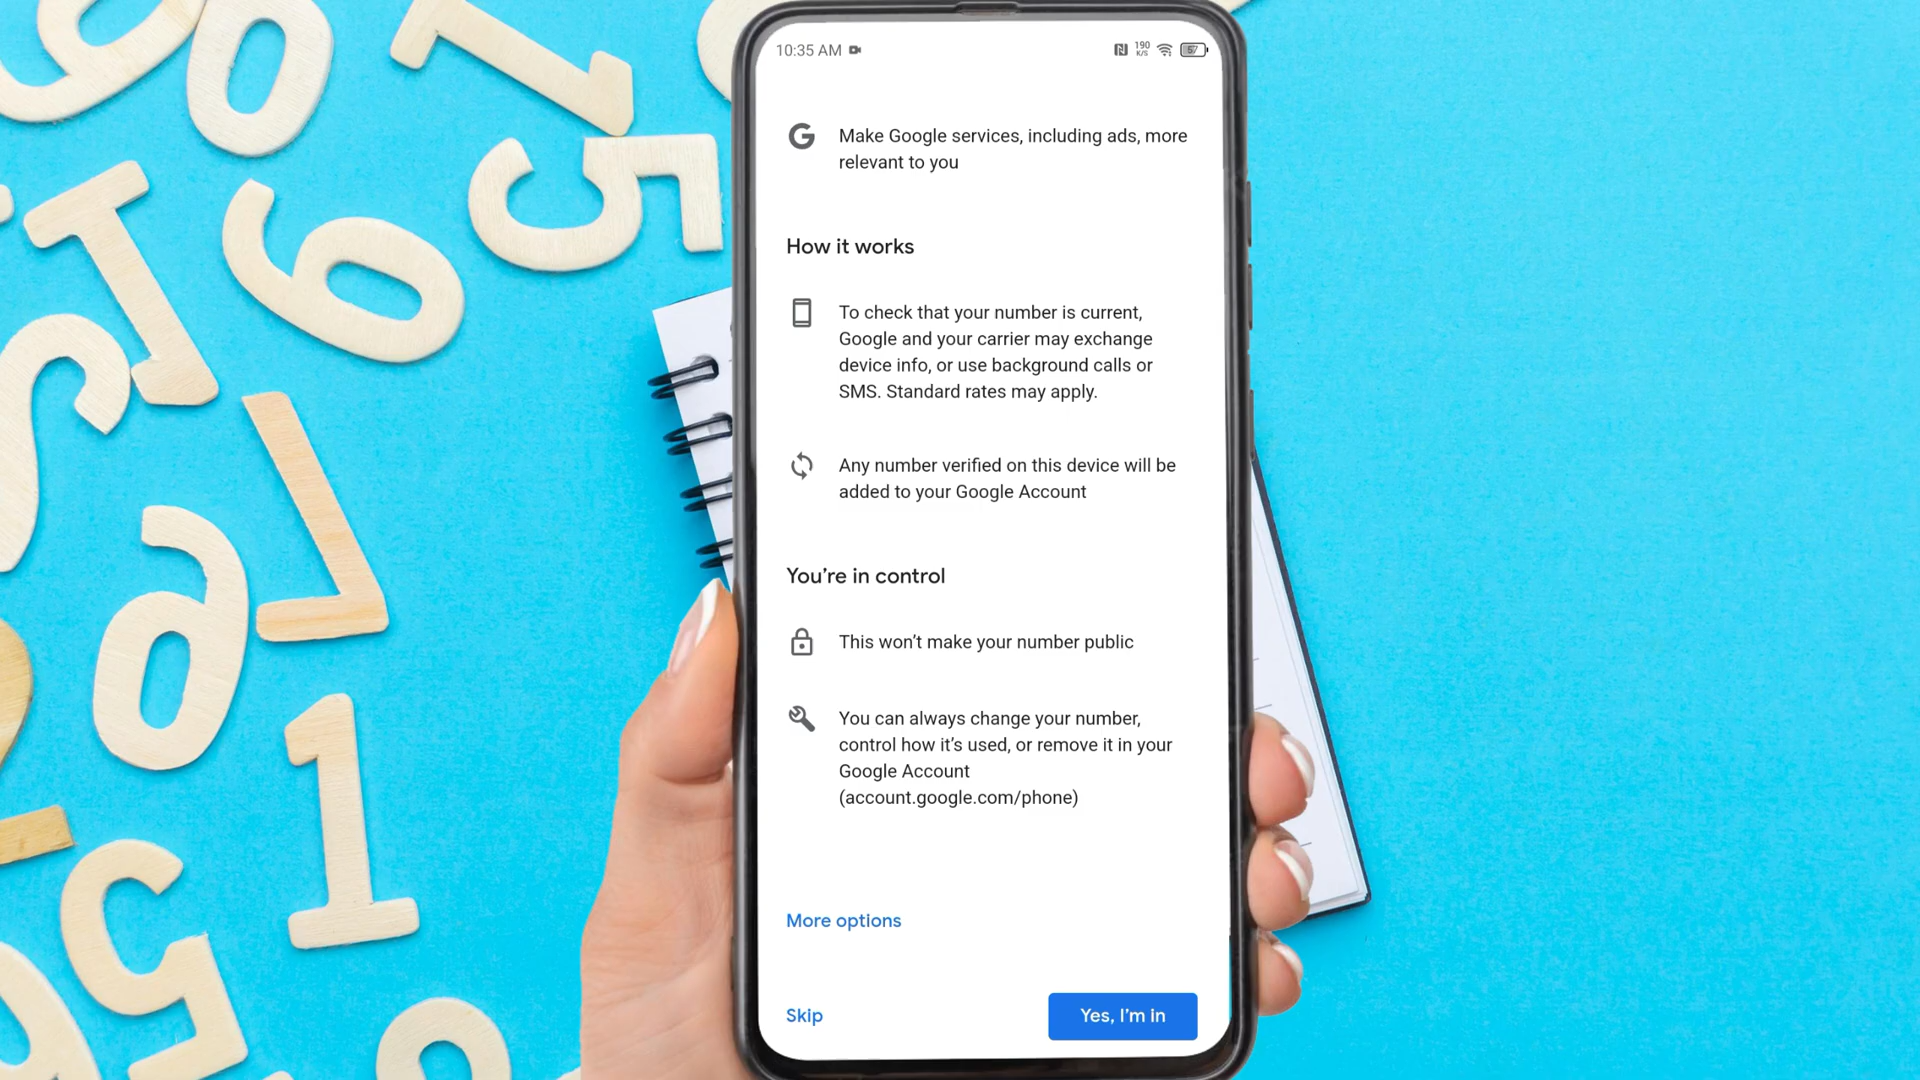 10:35 AM
190
K/S
57
Make Google services, including ads, more
relevant to you
How it works
To check that your number is current,
Google and your carrier may exchange
device info, or use background calls or
SMS. Standard rates may apply.
Any number verified on this device will be
added to your Google Account
You're in control
This won't make your number public
You can always change your number,
control how it's used, or remove it in your
Google Account
(account.google.com/phone)
More options
Skip
Yes, I'm in